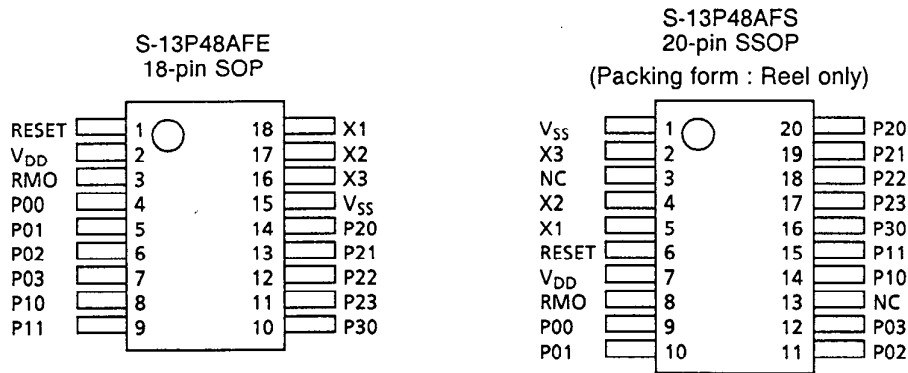 S-13P48AFE
18-pin SOP
RESET 1 18 X1
VDD 2 17 X2
RMO 3 16 X3
P00 4 15 VSS
P01 5 14 P20
P02 6 13 P21
P03 7 12 P22
P10 8 11 P23
P11 9 10 P30
S-13P48AFS
20-pin SSOP
(Packing form : Reel only)
VSS 1 20 P20
X3 2 19 P21
NC 3 18 P22
X2 4 17 P23
X1 5 16 P30
RESET 6 15 P11
VDD 7 14 P10
RMO 8 13 NC
P00 9 12 P03
P01 10 11 P02